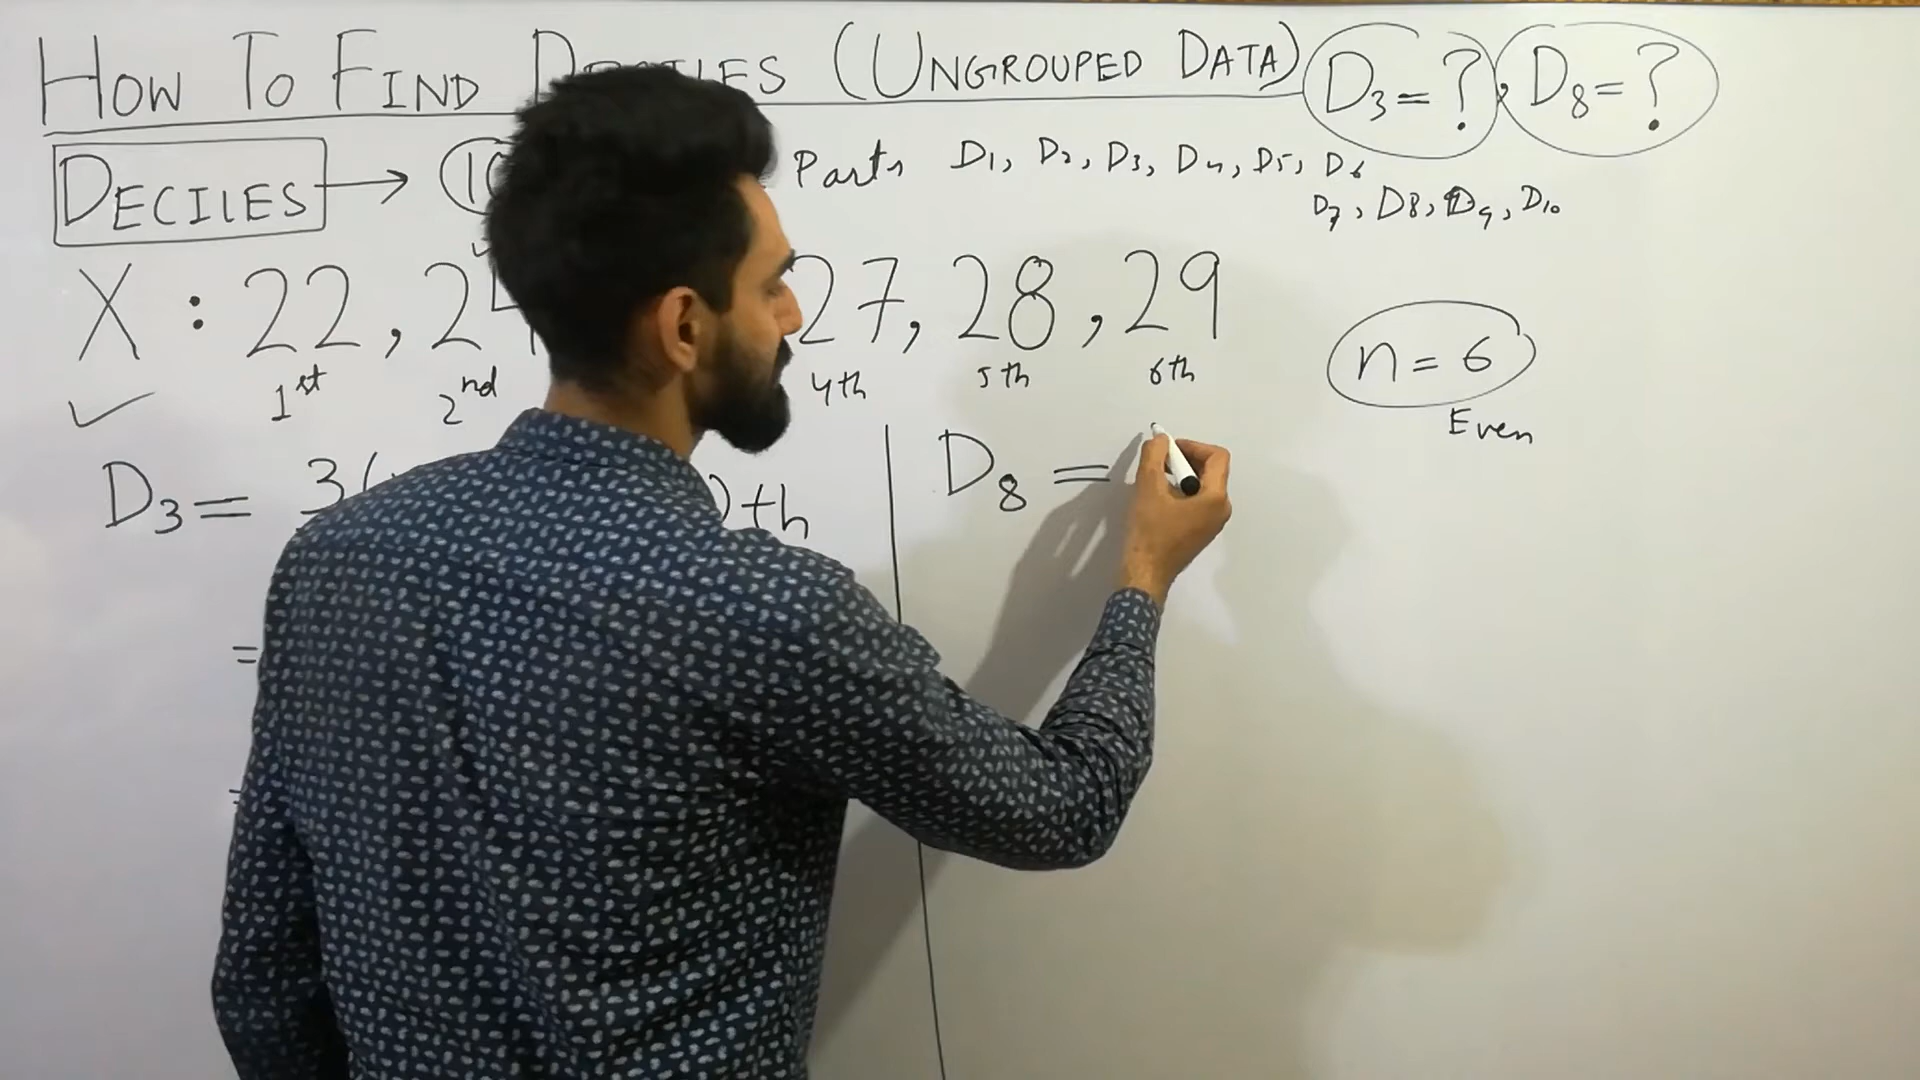 HOW TO FIND DECILES (UNGROUPED DATA) D3 = ?, D8 = ?
DECILES → Parts D1, D2, D3, D4, D5, D6
D7, D8, D9, D10
X : 22, 24 27, 28, 29
1st 2nd 4th 5th 6th
n = 6
Even
D3 = 3( )th
D8 =
=
=